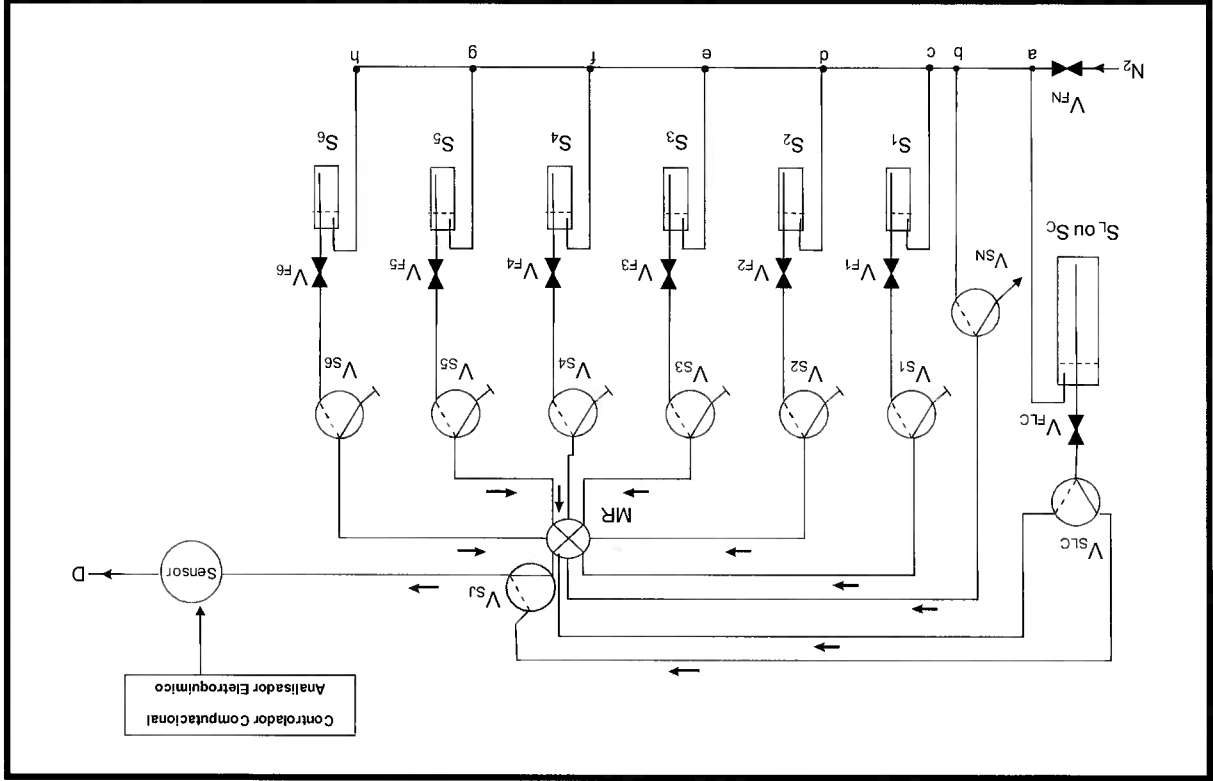 Controlador Computacional
Analisador Eletroquímico
V_SJ
Sensor
D
V_SLC
MR
V_FLC
V_S1 V_S2 V_S3 V_S4 V_S5 V_S6
V_SN
V_F1 V_F2 V_F3 V_F4 V_F5 V_F6
S_L ou S_C
S_1 S_2 S_3 S_4 S_5 S_6
V_FN
N_2
a b c d e f g h